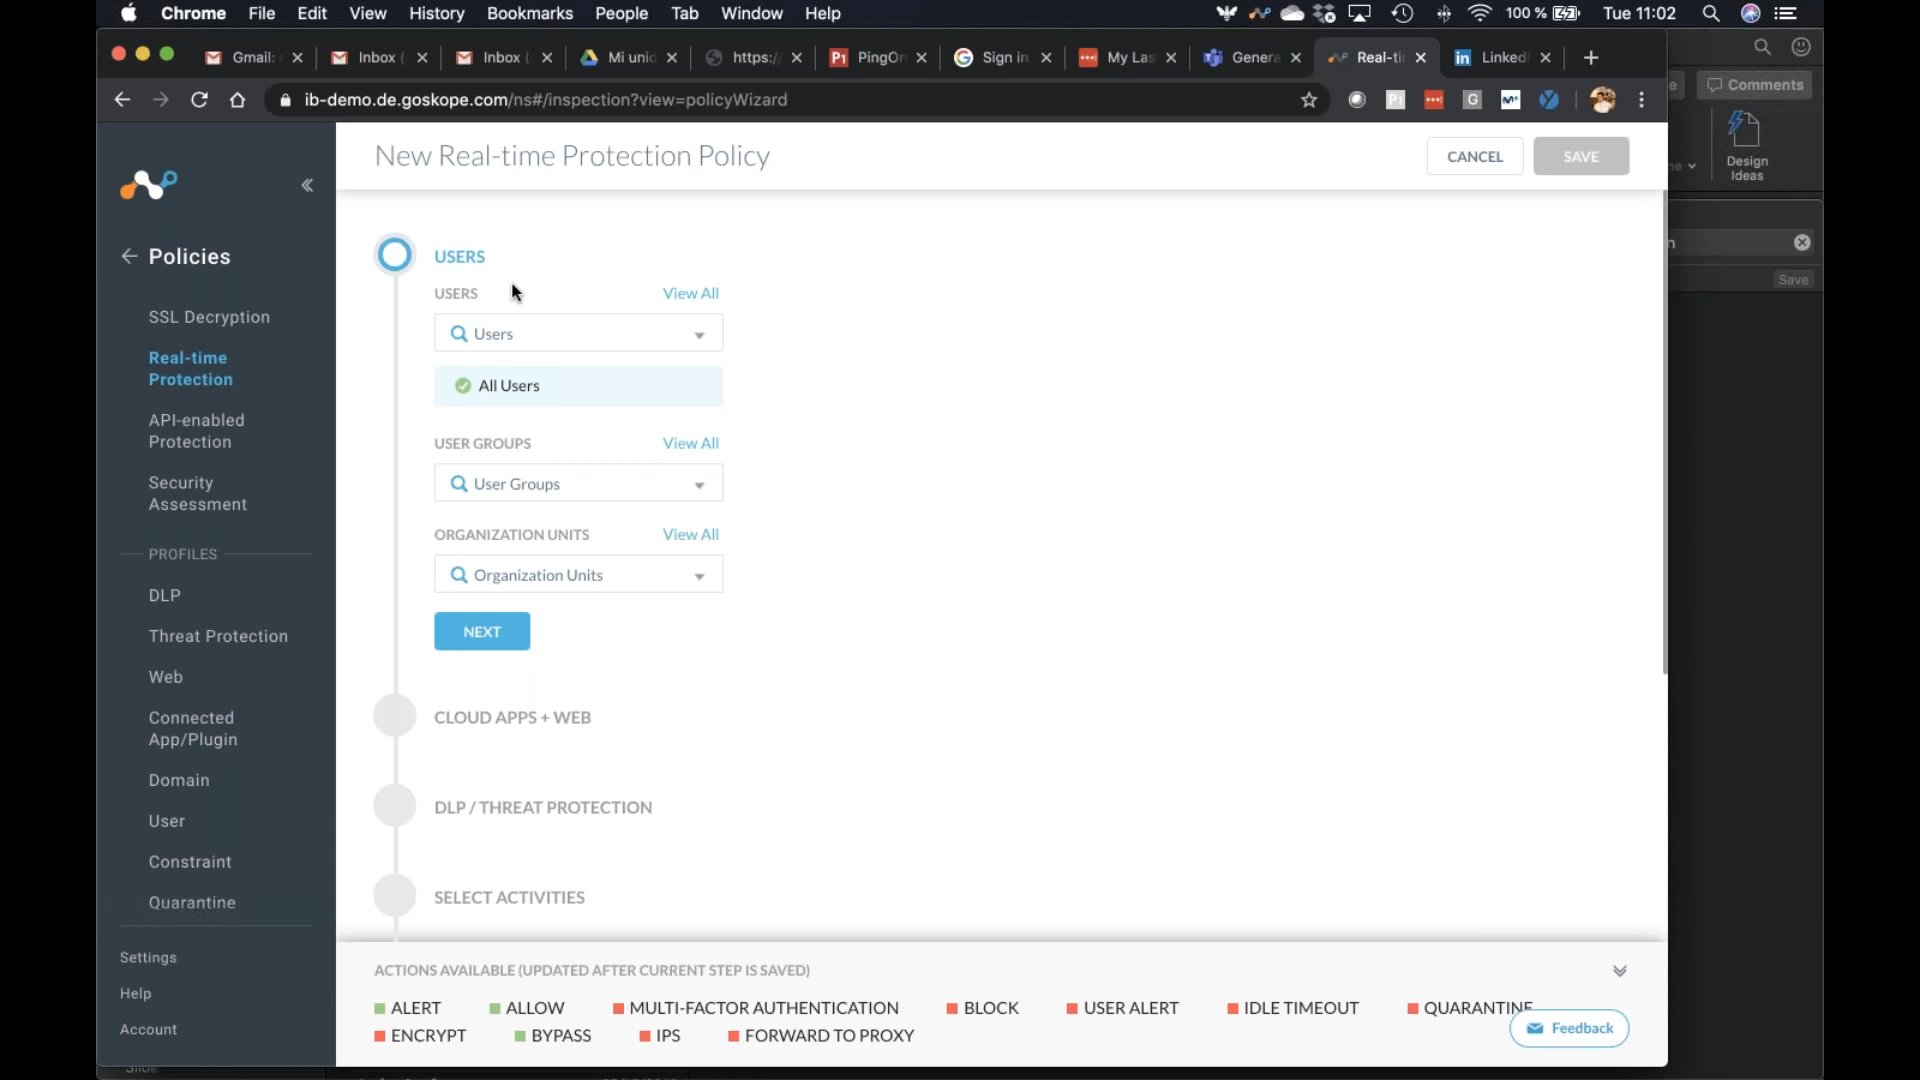 Chrome File Edit View History Bookmarks People Tab Window Help 100 % Tue 11:02
Gmail: Inbox ( Inbox ( Mi unid https:/ PingOn Sign in My Las Genera Real-ti LinkedI
ib-demo.de.goskope.com/ns#/inspection?view=policyWizard
Comments
Design
Ideas
Save
New Real-time Protection Policy
CANCEL
SAVE
Policies
SSL Decryption
Real-time
Protection
API-enabled
Protection
Security
Assessment
PROFILES
DLP
Threat Protection
Web
Connected
App/Plugin
Domain
User
Constraint
Quarantine
Settings
Help
Account
USERS
USERS View All
Users
All Users
USER GROUPS View All
User Groups
ORGANIZATION UNITS View All
Organization Units
NEXT
CLOUD APPS + WEB
DLP / THREAT PROTECTION
SELECT ACTIVITIES
ACTIONS AVAILABLE (UPDATED AFTER CURRENT STEP IS SAVED)
ALERT ALLOW MULTI-FACTOR AUTHENTICATION BLOCK USER ALERT IDLE TIMEOUT QUARANTINE
ENCRYPT BYPASS IPS FORWARD TO PROXY
Feedback
Slide